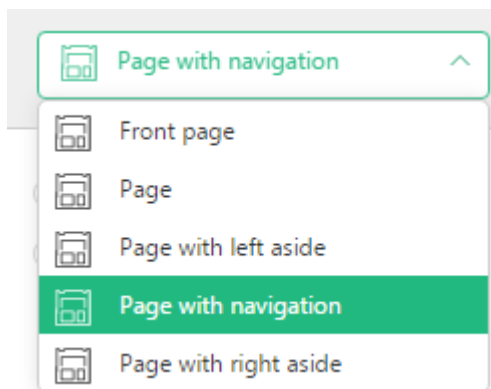 Page with navigation
Front page
Page
Page with left aside
Page with navigation
Page with right aside